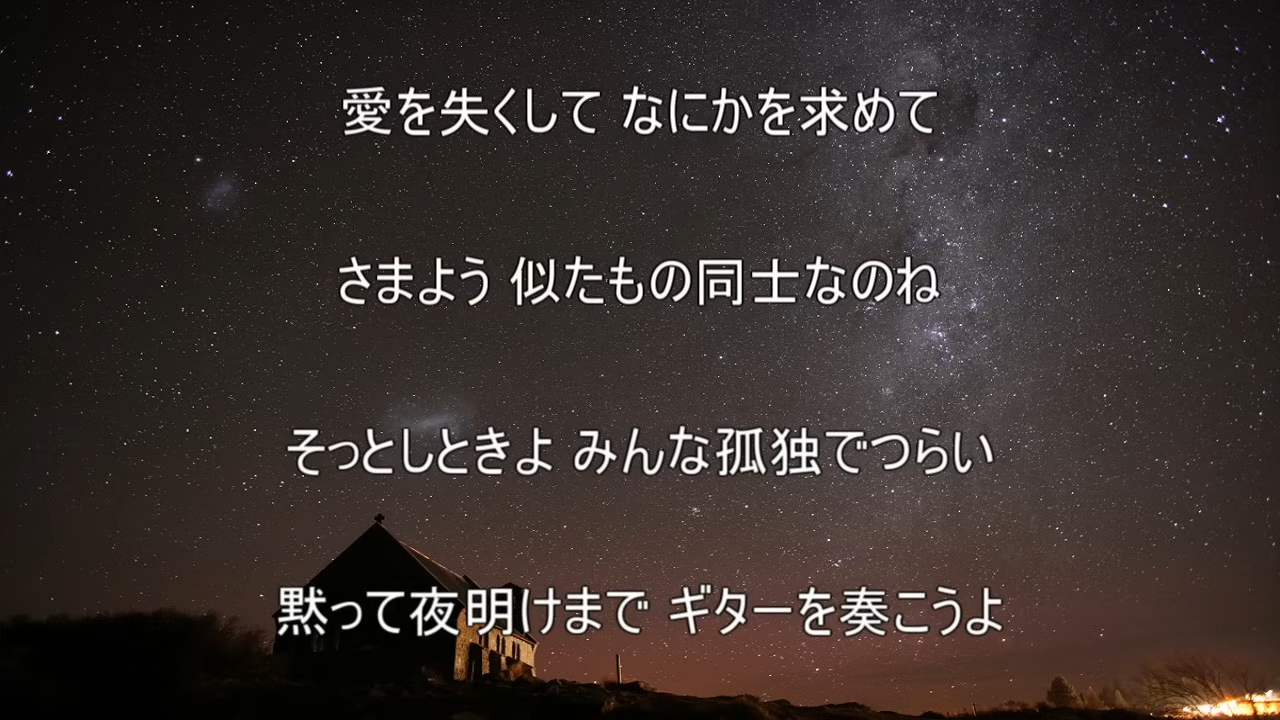 愛を失くして なにかを求めて
さまよう 似たもの同士なのね
そっとしときよ みんな孤独でつらい
黙って夜明けまで ギターを奏こうよ